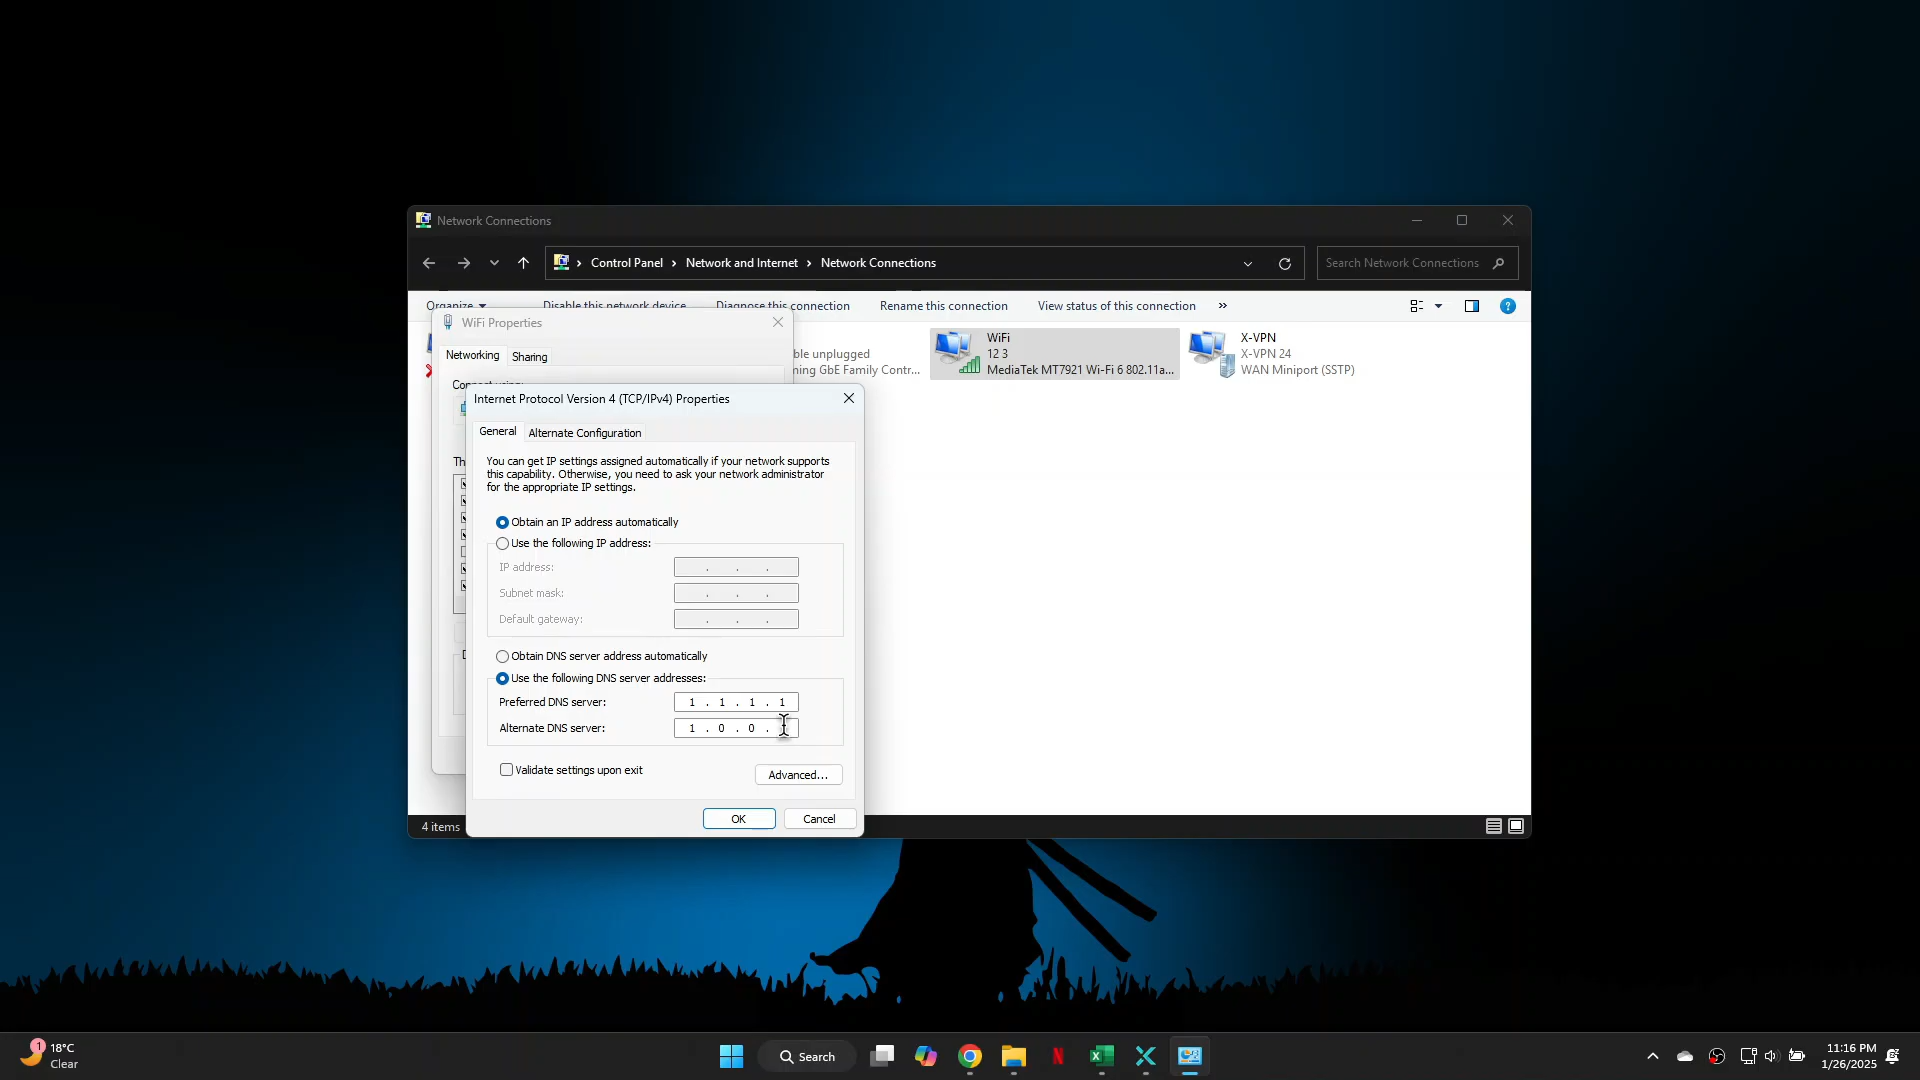 Network Connections
Control Panel > Network and Internet > Network Connections
Search Network Connections
Organize Disable this network device Diagnose this connection Rename this connection View status of this connection »
WiFi Properties
WiFi
12 3
MediaTek MT7921 Wi-Fi 6 802.11a...
X-VPN
X-VPN 24
WAN Miniport (SSTP)
ble unplugged
ning GbE Family Contr...
Networking Sharing
Internet Protocol Version 4 (TCP/IPv4) Properties
General Alternate Configuration
You can get IP settings assigned automatically if your network supports
this capability. Otherwise, you need to ask your network administrator
for the appropriate IP settings.
Obtain an IP address automatically
Use the following IP address:
IP address: . . .
Subnet mask: . . .
Default gateway: . . .
Obtain DNS server address automatically
Use the following DNS server addresses:
Preferred DNS server: 1 . 1 . 1 . 1
Alternate DNS server: 1 . 0 . 0 .
Validate settings upon exit
Advanced...
OK Cancel
4 items
1
18°C
Clear
Search
11:16 PM
1/26/2025